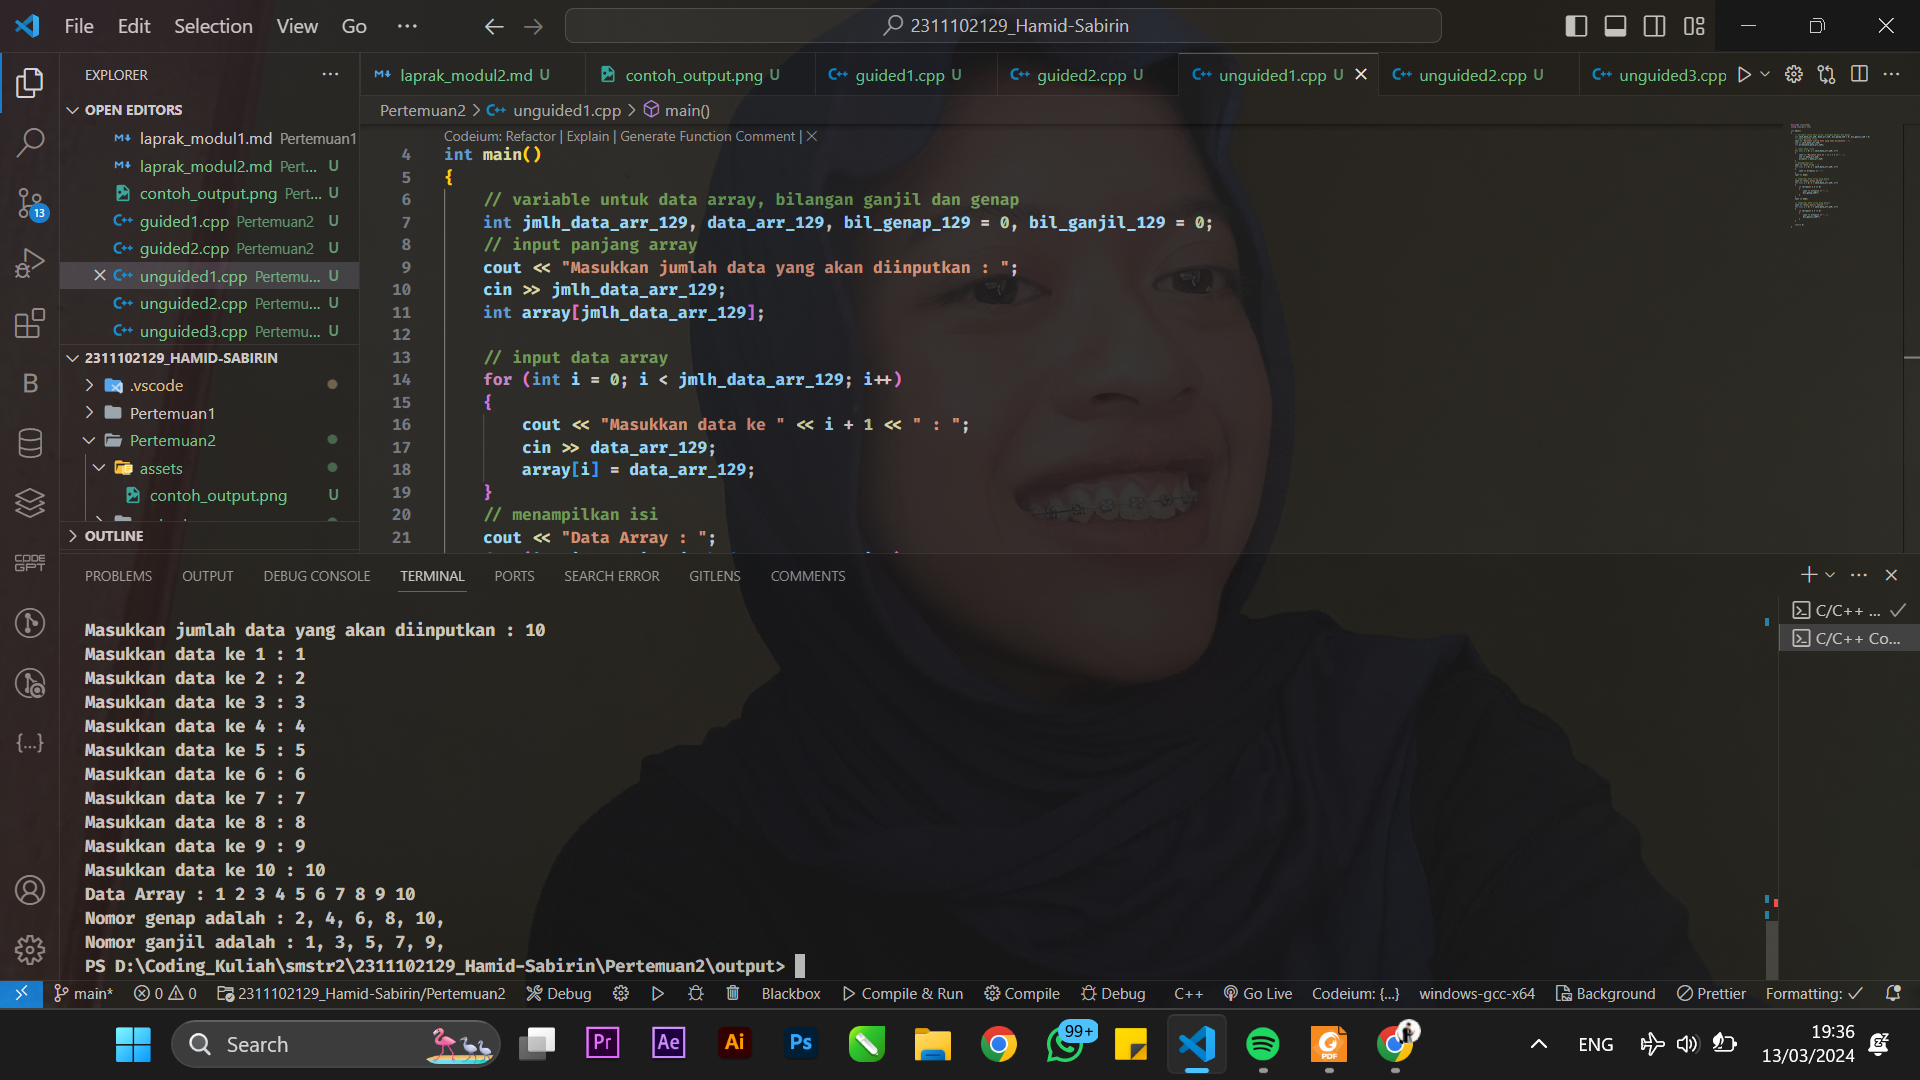 File Edit Selection View Go ···
2311102129_Hamid-Sabirin
EXPLORER
OPEN EDITORS
laprak_modul1.md Pertemuan1
laprak_modul2.md Pert... U
contoh_output.png Pert... U
guided1.cpp Pertemuan2 U
guided2.cpp Pertemuan2 U
unguided1.cpp Pertemu... U
unguided2.cpp Pertemu... U
unguided3.cpp Pertemu... U
2311102129_HAMID-SABIRIN
.vscode
Pertemuan1
Pertemuan2
assets
contoh_output.png U
OUTLINE
13
B
CODE
GPT
{...}
laprak_modul2.md U contoh_output.png U guided1.cpp U guided2.cpp U unguided1.cpp U unguided2.cpp U unguided3.cpp
Pertemuan2 > unguided1.cpp > main()
Codeium: Refactor | Explain | Generate Function Comment | X
4 int main()
5 {
6 // variable untuk data array, bilangan ganjil dan genap
7 int jmlh_data_arr_129, data_arr_129, bil_genap_129 = 0, bil_ganjil_129 = 0;
8 // input panjang array
9 cout << "Masukkan jumlah data yang akan diinputkan : ";
10 cin >> jmlh_data_arr_129;
11 int array[jmlh_data_arr_129];
12
13 // input data array
14 for (int i = 0; i < jmlh_data_arr_129; i++)
15 {
16 cout << "Masukkan data ke " << i + 1 << " : ";
17 cin >> data_arr_129;
18 array[i] = data_arr_129;
19 }
20 // menampilkan isi
21 cout << "Data Array : ";
PROBLEMS OUTPUT DEBUG CONSOLE TERMINAL PORTS SEARCH ERROR GITLENS COMMENTS
C/C++ ...
C/C++ Co...
Masukkan jumlah data yang akan diinputkan : 10
Masukkan data ke 1 : 1
Masukkan data ke 2 : 2
Masukkan data ke 3 : 3
Masukkan data ke 4 : 4
Masukkan data ke 5 : 5
Masukkan data ke 6 : 6
Masukkan data ke 7 : 7
Masukkan data ke 8 : 8
Masukkan data ke 9 : 9
Masukkan data ke 10 : 10
Data Array : 1 2 3 4 5 6 7 8 9 10
Nomor genap adalah : 2, 4, 6, 8, 10,
Nomor ganjil adalah : 1, 3, 5, 7, 9,
PS D:\Coding_Kuliah\smstr2\2311102129_Hamid-Sabirin\Pertemuan2\output>
main* 0 0 2311102129_Hamid-Sabirin/Pertemuan2 Debug Blackbox Compile & Run Compile Debug C++ Go Live Codeium: {...} windows-gcc-x64 Background Prettier Formatting:
Search Pr Ae Ai Ps 99+ PDF ENG
19:36
13/03/2024